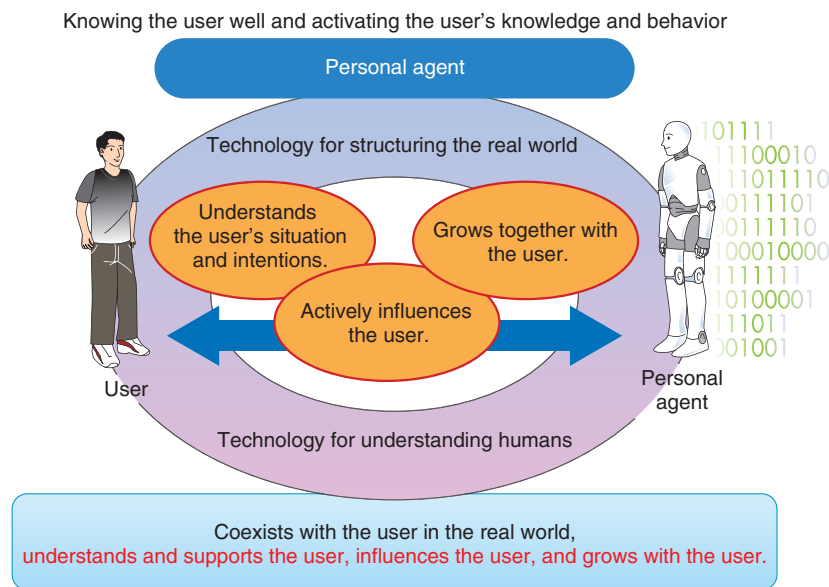 Knowing the user well and activating the user's knowledge and behavior
Personal agent
Technology for structuring the real world
Understands
the user's situation
and intentions.
Grows together with
the user.
Actively influences
the user.
User
Personal
agent
101111
11100010
111011110
00111101
00111111
100010000
1111111
01010001
111011
001001
Technology for understanding humans
Coexists with the user in the real world,
understands and supports the user, influences the user, and grows with the user.